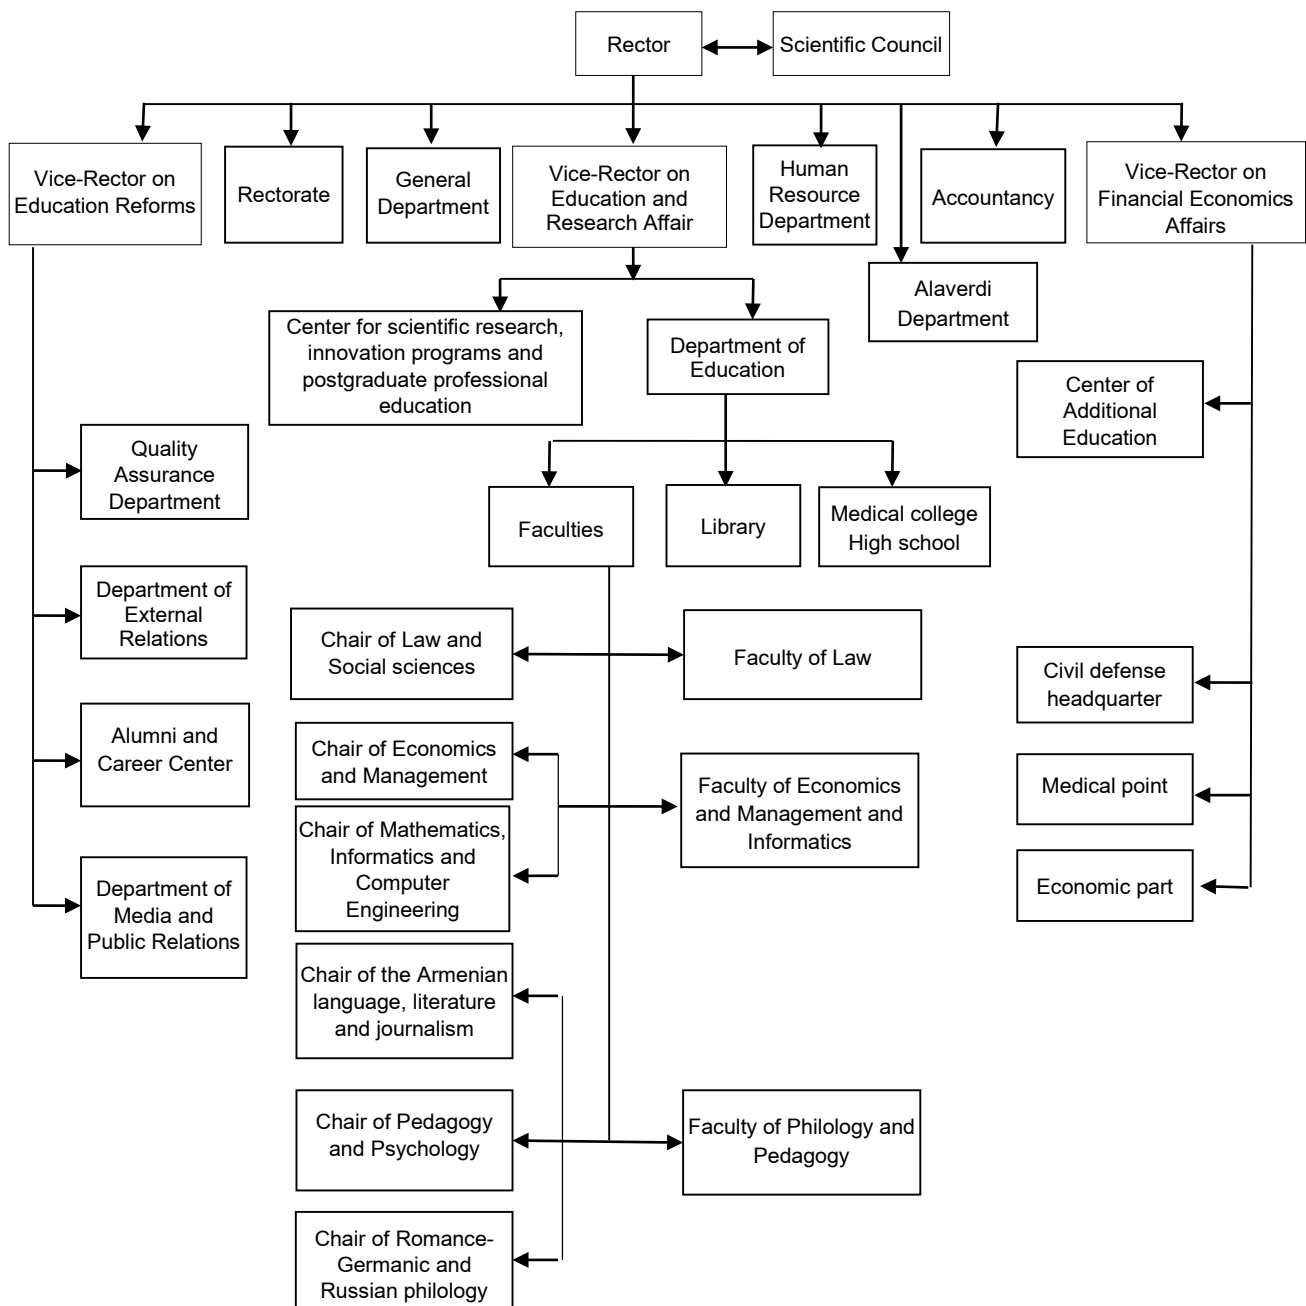 Rector
Scientific Council
Vice-Rector on
Education Reforms
Rectorate
General
Department
Vice-Rector on
Education and
Research Affair
Human
Resource
Department
Accountancy
Vice-Rector on
Financial Economics
Affairs
Alaverdi
Department
Center for scientific research,
innovation programs and
postgraduate professional
education
Department of
Education
Center of
Additional
Education
Quality
Assurance
Department
Faculties
Library
Medical college
High school
Department of
External
Relations
Chair of Law and
Social sciences
Faculty of Law
Civil defense
headquarter
Alumni and
Career Center
Chair of Economics
and Management
Faculty of Economics
and Management and
Informatics
Medical point
Chair of Mathematics,
Informatics and
Computer
Engineering
Economic part
Department of
Media and
Public Relations
Chair of the Armenian
language, literature
and journalism
Chair of Pedagogy
and Psychology
Faculty of Philology and
Pedagogy
Chair of Romance-
Germanic and
Russian philology